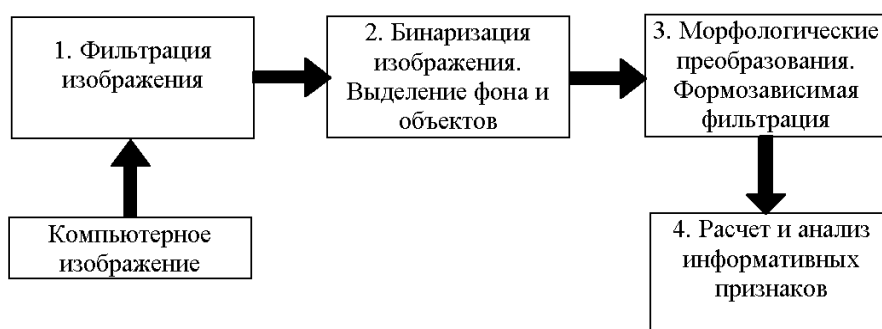 1. Фильтрация
изображения
2. Бинаризация
изображения.
Выделение фона и
объектов
3. Морфологические
преобразования.
Формозависимая
фильтрация
Компьютерное
изображение
4. Расчет и анализ
информативных
признаков